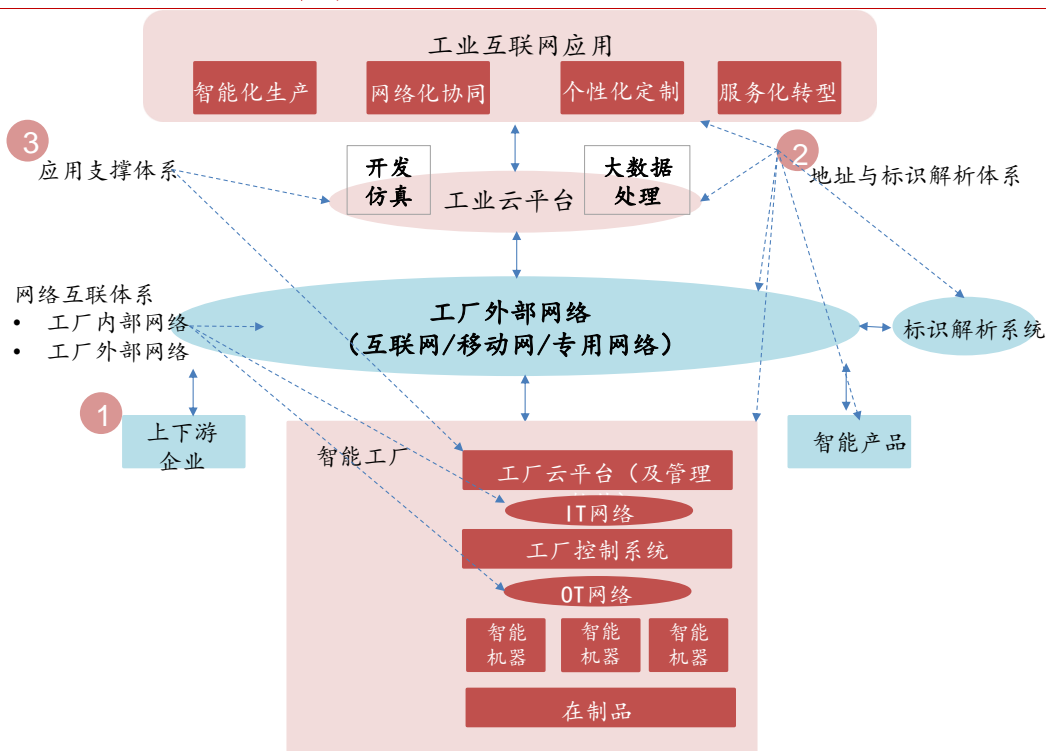 工业互联网应用
智能化生产
网络化协同
个性化定制
服务化转型
3
应用支撑体系
开发
仿真
大数据
处理
工业云平台
2
地址与标识解析体系
网络互联体系
• 工厂内部网络
• 工厂外部网络
工厂外部网络
(互联网/移动网/专用网络)
标识解析系统
1
上下游
企业
智能产品
智能工厂
工厂云平台（及管理
IT网络
工厂控制系统
OT网络
智能
机器
智能
机器
智能
机器
在制品